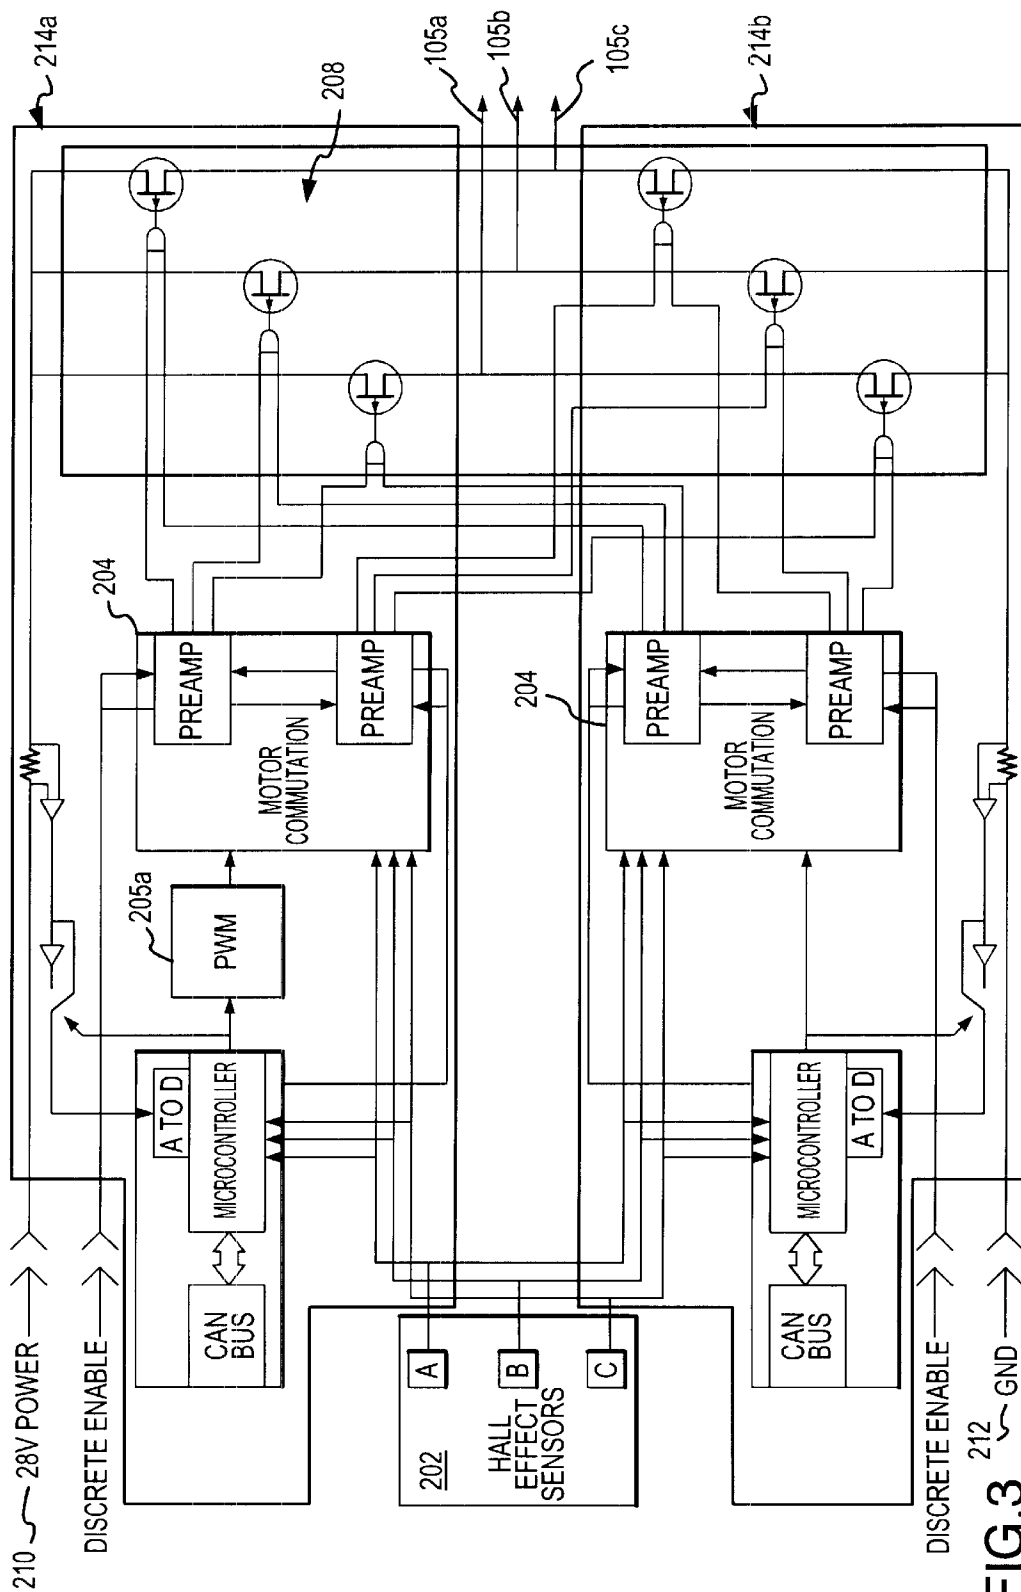 210
28V POWER
DISCRETE ENABLE
CAN
BUS
MICROCONTROLLER
A TO D
PWM
205a
MOTOR
COMMUTATION
PREAMP
PREAMP
204
208
214a
105a
105b
105c
202
HALL
EFFECT
SENSORS
A
B
C
CAN
BUS
MICROCONTROLLER
A TO D
MOTOR
COMMUTATION
PREAMP
PREAMP
204
214b
DISCRETE ENABLE
212
GND
FIG.3